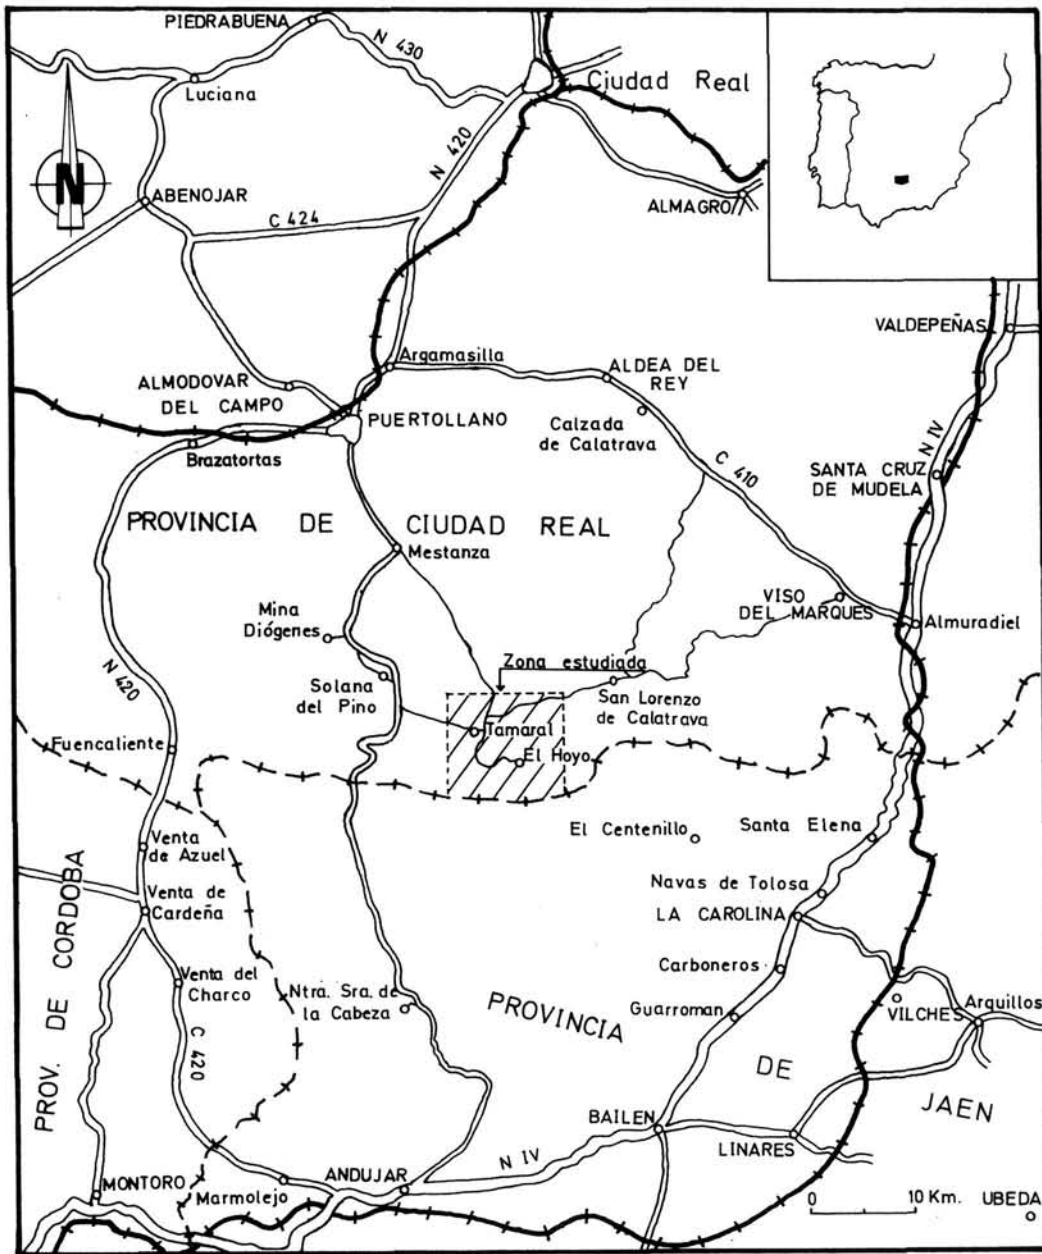 PIEDRABUENA
N 430
Ciudad Real
Luciana
N 420
N
ABENOJAR
C 424
ALMAGRO
VALDEPEÑAS
Argamasilla
ALMODOVAR
DEL CAMPO
ALDEA DEL
REY
PUERTOLLANO
Calzada
de Calatrava
Brazatortas
N IV
C 410
SANTA CRUZ
DE MUDELA
PROVINCIA DE CIUDAD REAL
Mestanza
Mina
Diógenes
VISO
DEL MARQUES
Almuradiel
N 420
Zona estudiada
Solana
del Pino
San Lorenzo
de Calatrava
Tamaral
Fuencaliente
El Hoyo
El Centenillo
Santa Elena
Venta
de Azuel
Navas de Tolosa
Venta de
Cardeña
LA CAROLINA
PROV. DE CORDOBA
Venta del
Charco
Carboneros
Ntra. Sra. de
la Cabeza
PROVINCIA
DE
JAEN
Guarroman
VILCHES
Arquillos
C 420
BAILEN
LINARES
N IV
ANDUJAR
MONTORO
Marmolejo
0 10 Km.
UBEDA